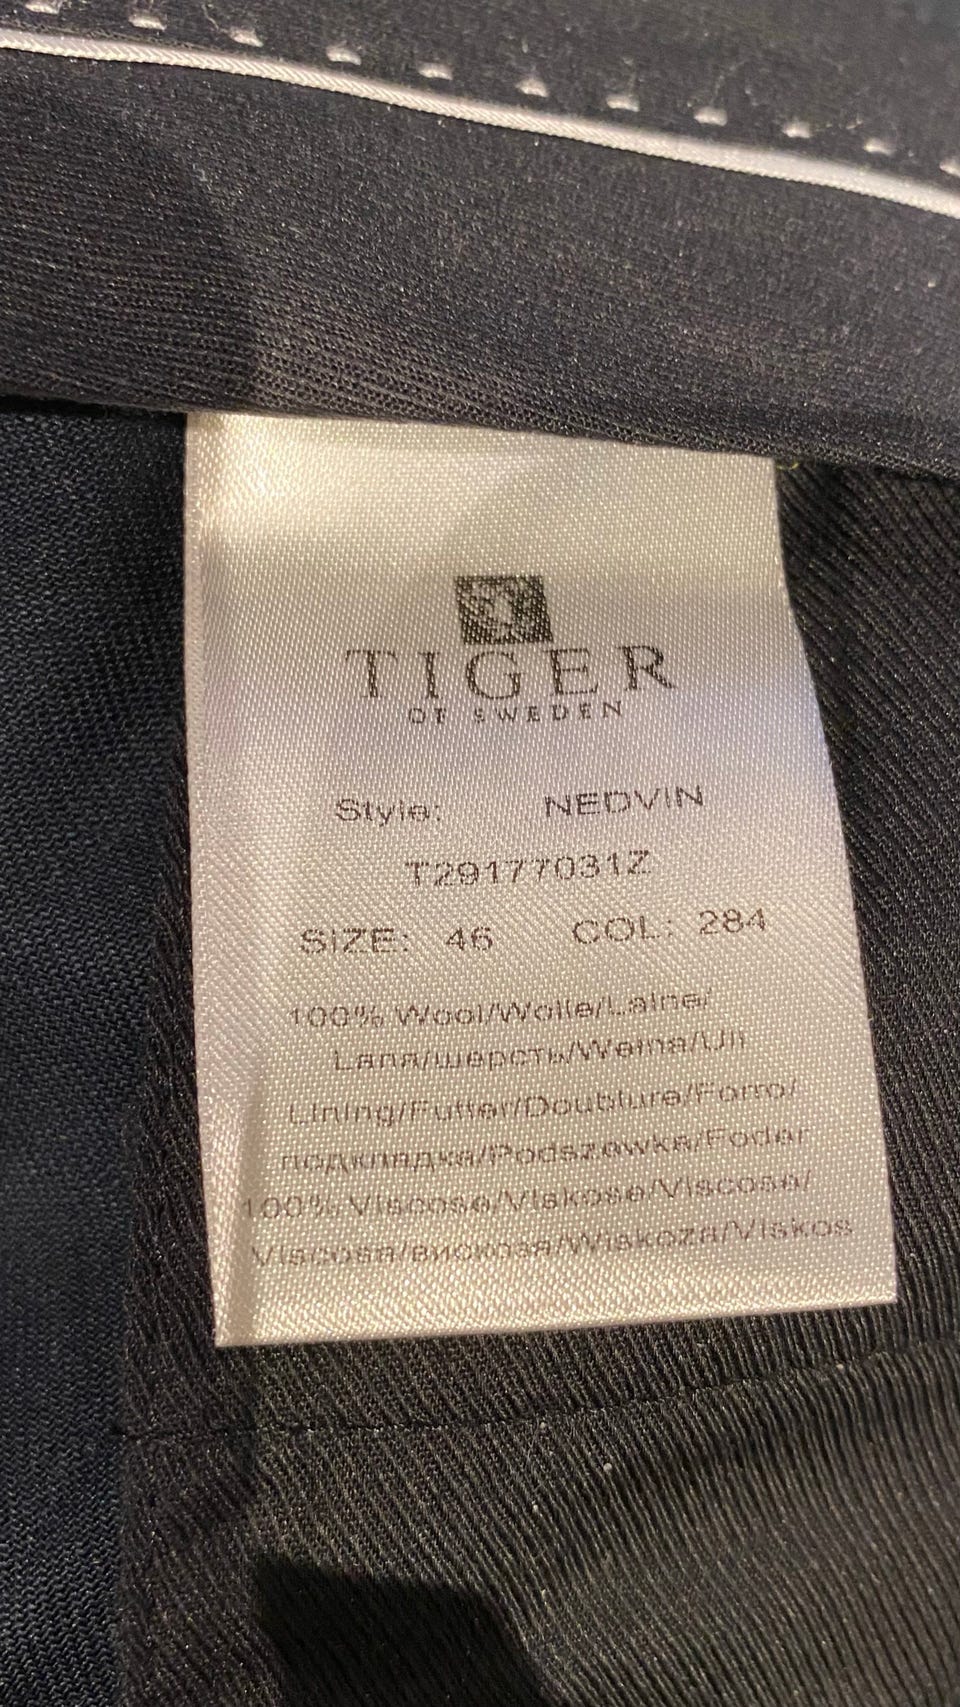 TIGER
OF SWEDEN
Style: NEDVIN
T29177031Z
SIZE: 46 COL: 284
100% Wool/Wolle/Laine/
Lana/шерсть/Wełna/Ull
Lining/Futter/Doublure/Forro/
подкладка/Podszewka/Foder
100% Viscose/Viskose/Viscose/
Viscosa/вискоза/Wiskoza/Viskos